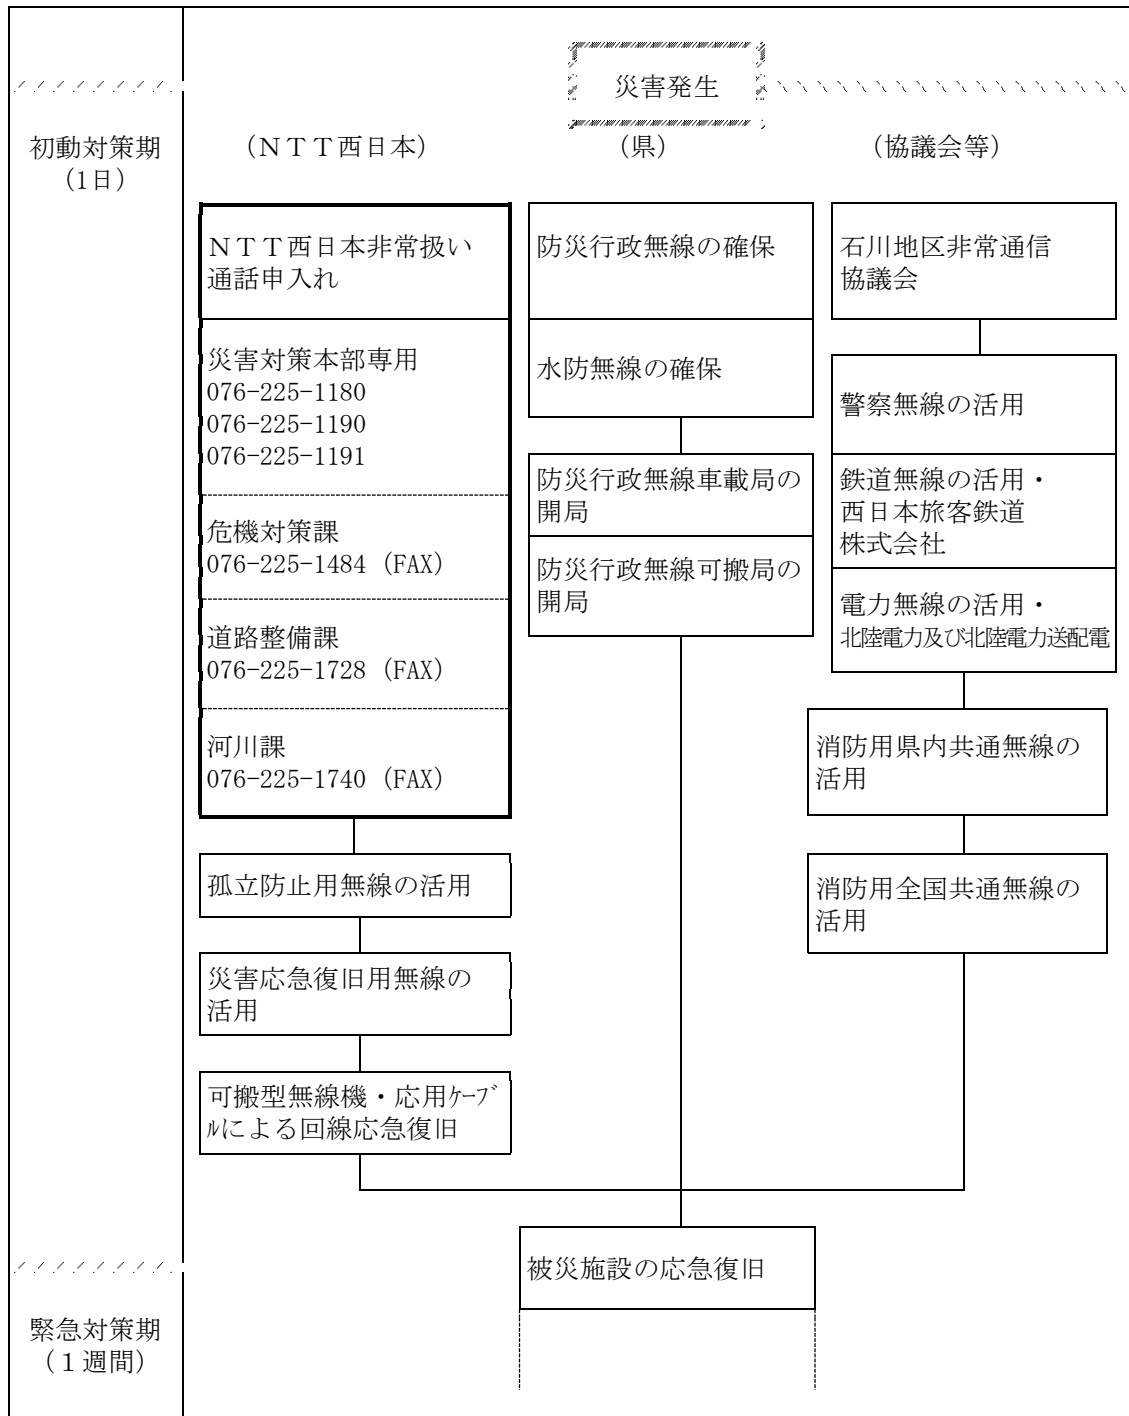 災害発生
初動対策期
(1日)
（ＮＴＴ西日本）
（県）
（協議会等）
ＮＴＴ西日本非常扱い
通話申入れ
災害対策本部専用
076-225-1180
076-225-1190
076-225-1191
危機対策課
076-225-1484 (FAX)
道路整備課
076-225-1728 (FAX)
河川課
076-225-1740 (FAX)
孤立防止用無線の活用
災害応急復旧用無線の
活用
可搬型無線機・応用ｹｰﾌﾞ
ﾙによる回線応急復旧
防災行政無線の確保
水防無線の確保
防災行政無線車載局の
開局
防災行政無線可搬局の
開局
石川地区非常通信
協議会
警察無線の活用
鉄道無線の活用・
西日本旅客鉄道
株式会社
電力無線の活用・
北陸電力及び北陸電力送配電
消防用県内共通無線の
活用
消防用全国共通無線の
活用
被災施設の応急復旧
緊急対策期
（１週間）